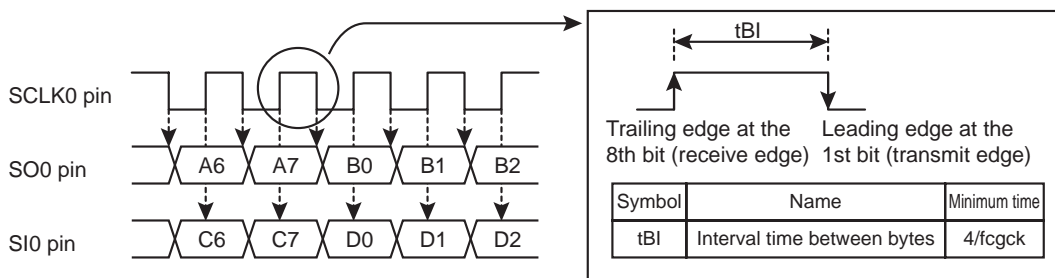 SCLK0 pin
SO0 pin
A6 A7 B0 B1 B2
SI0 pin
C6 C7 D0 D1 D2
tBI
Trailing edge at the
8th bit (receive edge)
Leading edge at the
1st bit (transmit edge)
Symbol Name Minimum time
tBI Interval time between bytes 4/fcgck